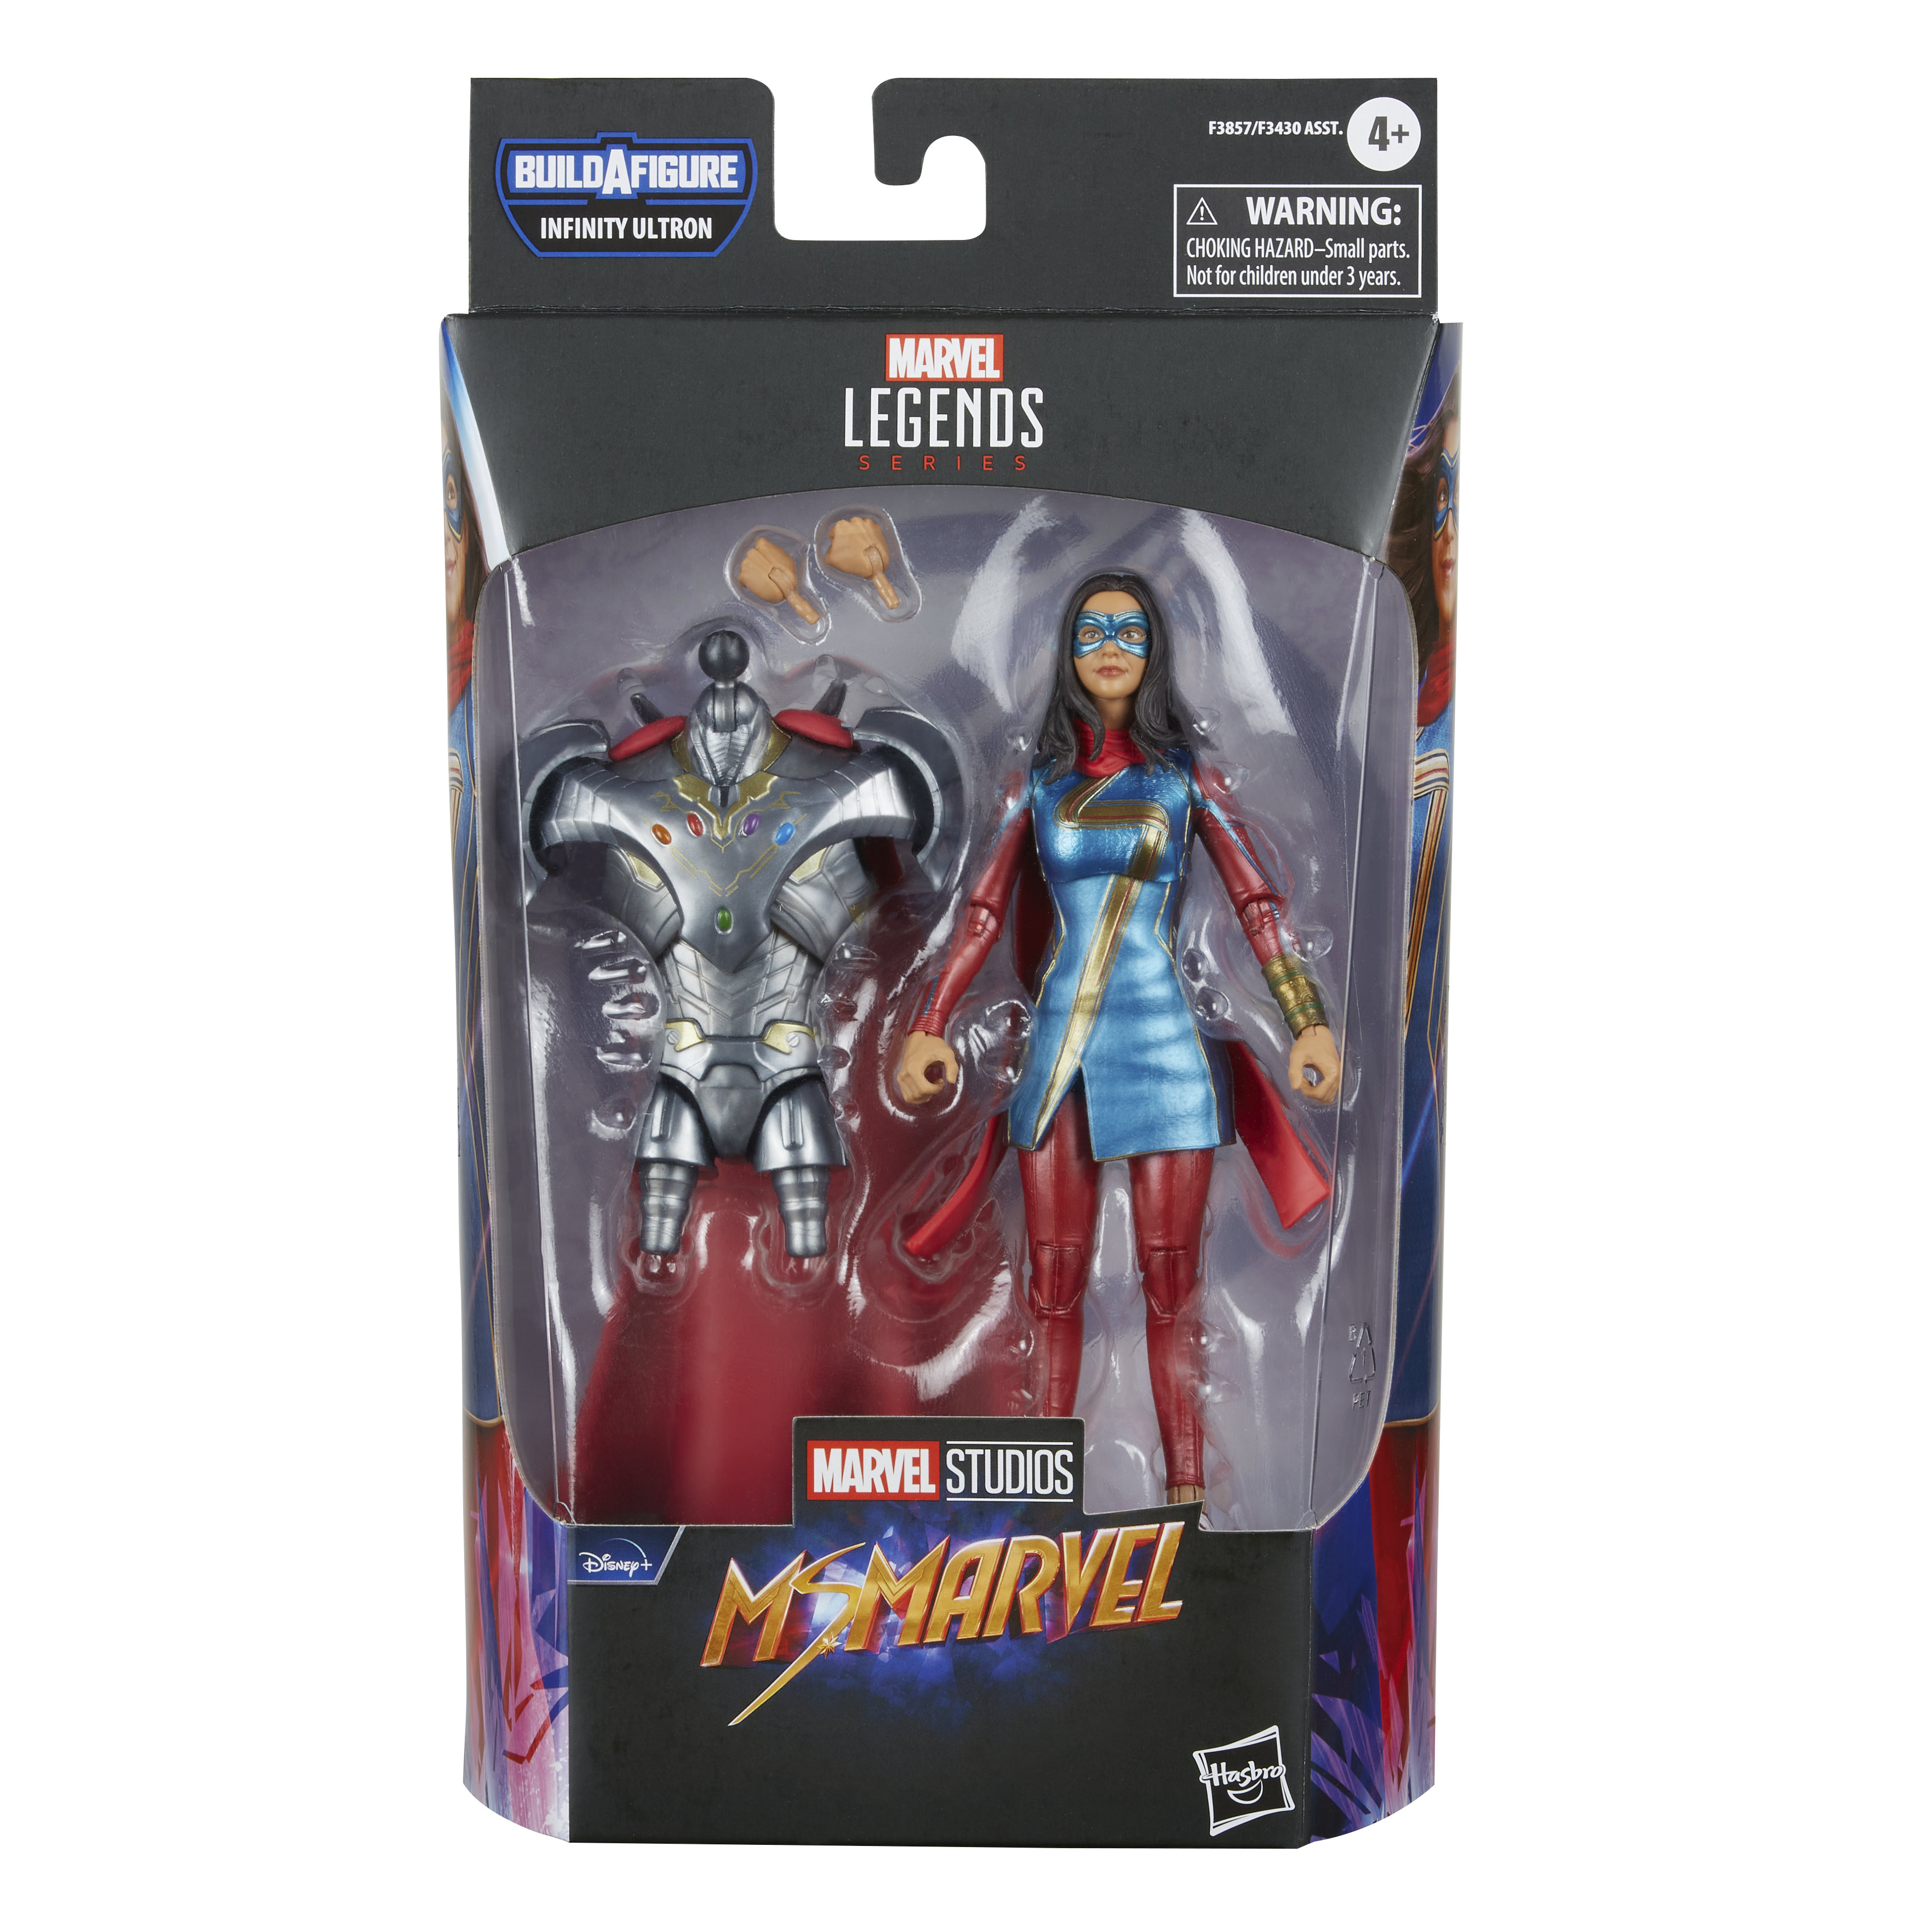 BUILD A FIGURE
INFINITY ULTRON
F3857/F3430 ASST.
4+
WARNING:
CHOKING HAZARD–Small parts.
Not for children under 3 years.
MARVEL
LEGENDS
SERIES
MARVEL STUDIOS
Disney+
MS MARVEL
Hasbro